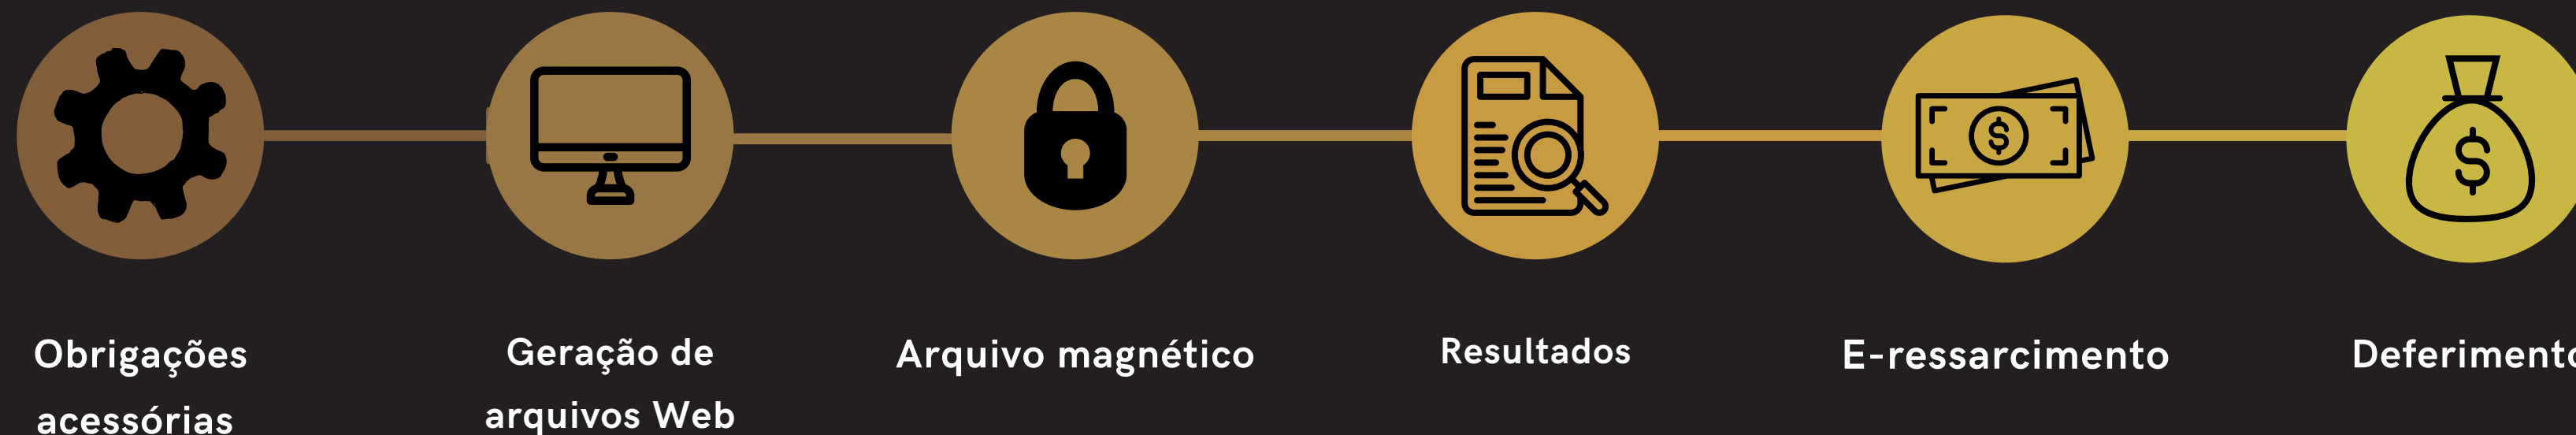 Obrigações
acessórias
Geração de
arquivos Web
Arquivo magnético
Resultados
E-ressarcimento
Deferimento